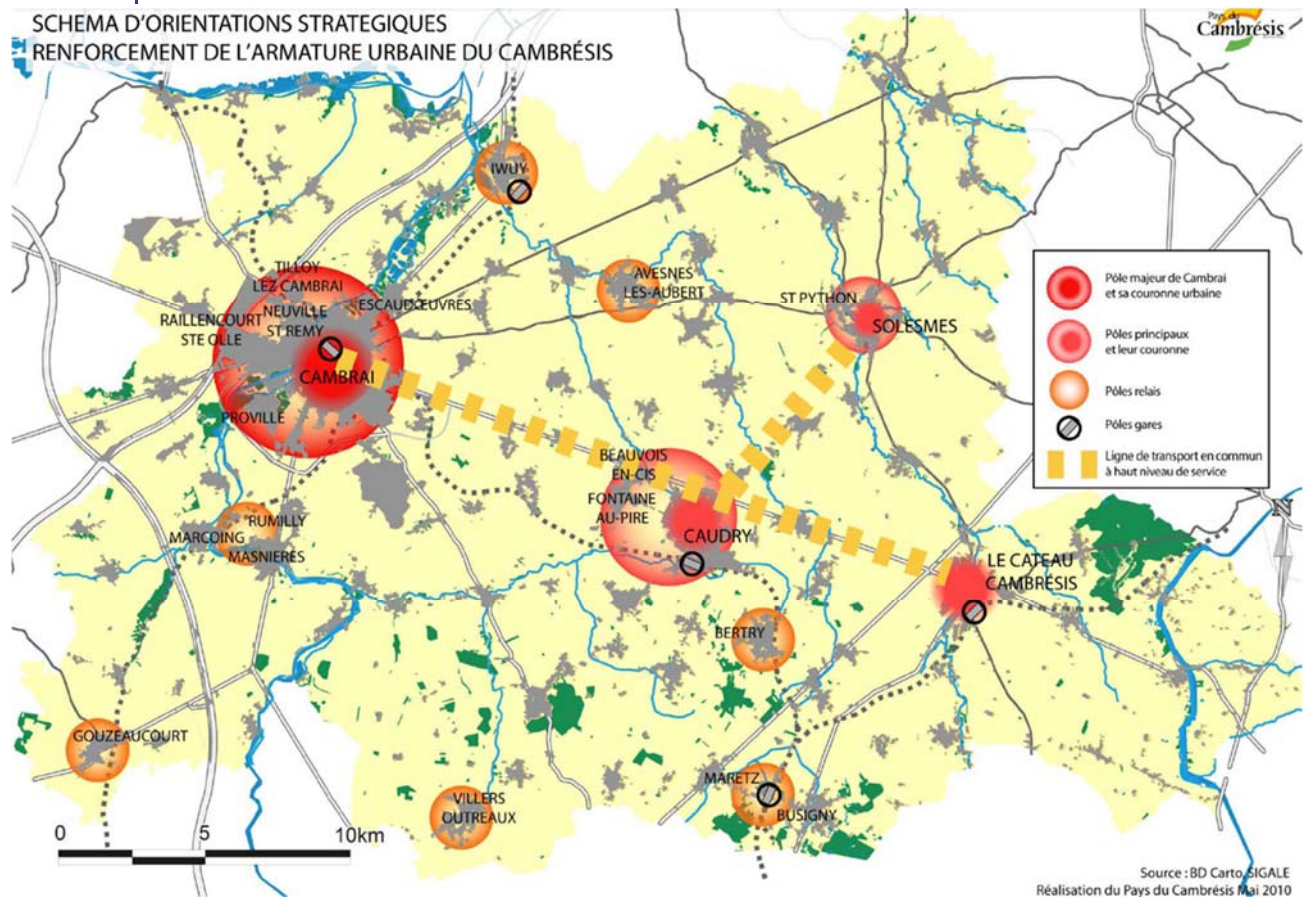 SCHEMA D'ORIENTATIONS STRATEGIQUES
RENFORCEMENT DE L'ARMATURE URBAINE DU CAMBRÉSIS
Pays du
Cambrésis
IWUY
TILLOY
LEZ CAMBRAI
ESCAUDŒUVRES
NEUVILLE
ST REMY
RAILLENCOURT
STE OLLE
CAMBRAI
PROVILLE
AVESNES
LES-AUBERT
ST PYTHON
SOLESMES
Pôle majeur de Cambrai
et sa couronne urbaine
Pôles principaux
et leur couronne
Pôles relais
Pôles gares
Ligne de transport en commun
à haut niveau de service
N
BEAUVOIS
EN-CIS
FONTAINE
AU-PIRE
CAUDRY
RUMILLY
MARCOING
MASNIERES
LE CATEAU
CAMBRÉSIS
BERTRY
GOUZEAUCOURT
VILLERS
OUTREAUX
MARETZ
BUSIGNY
0 5 10km
Source : BD Carto, SIGALE
Réalisation du Pays du Cambrésis Mai 2010